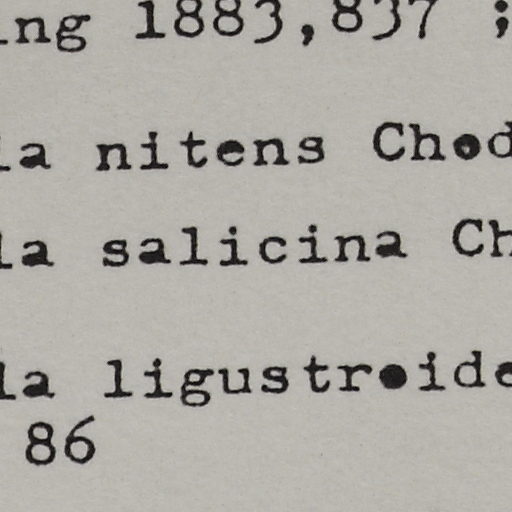 ng 1883,837 ;
la nitens Chod
la salicina Ch
la ligustroide
86